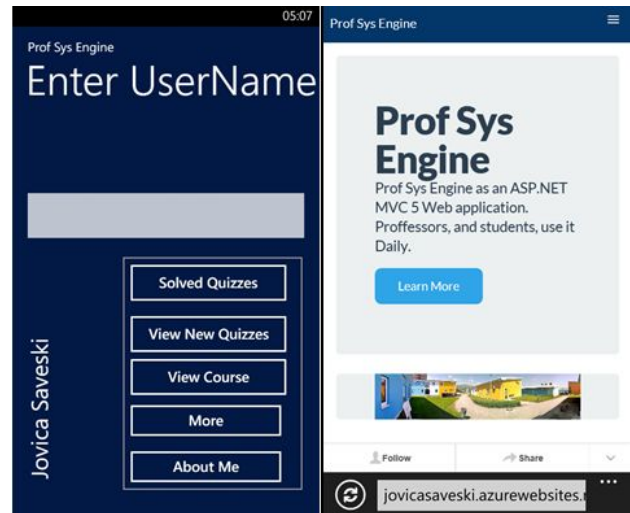 05:07
Prof Sys Engine
Enter UserName
Solved Quizzes
View New Quizzes
View Course
More
About Me
Jovica Saveski
Prof Sys Engine
Prof Sys
Engine
Prof Sys Engine as an ASP.NET
MVC 5 Web application.
Proffessors, and students, use it
Daily.
Learn More
Follow
Share
jovicasaveski.azurewebsites.